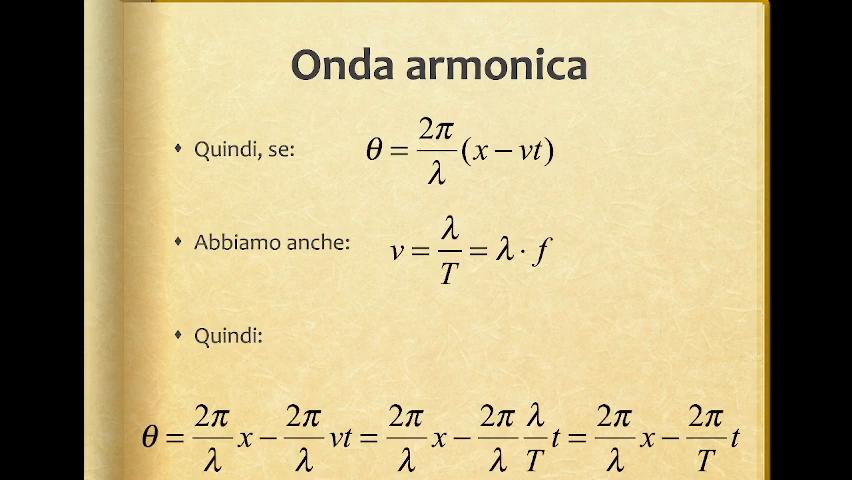 Onda armonica
Quindi, se: θ = 2π/λ (x − vt)
Abbiamo anche: v = λ/T = λ · f
Quindi:
θ = 2π/λ x − 2π/λ vt = 2π/λ x − 2π/λ λ/T t = 2π/λ x − 2π/T t